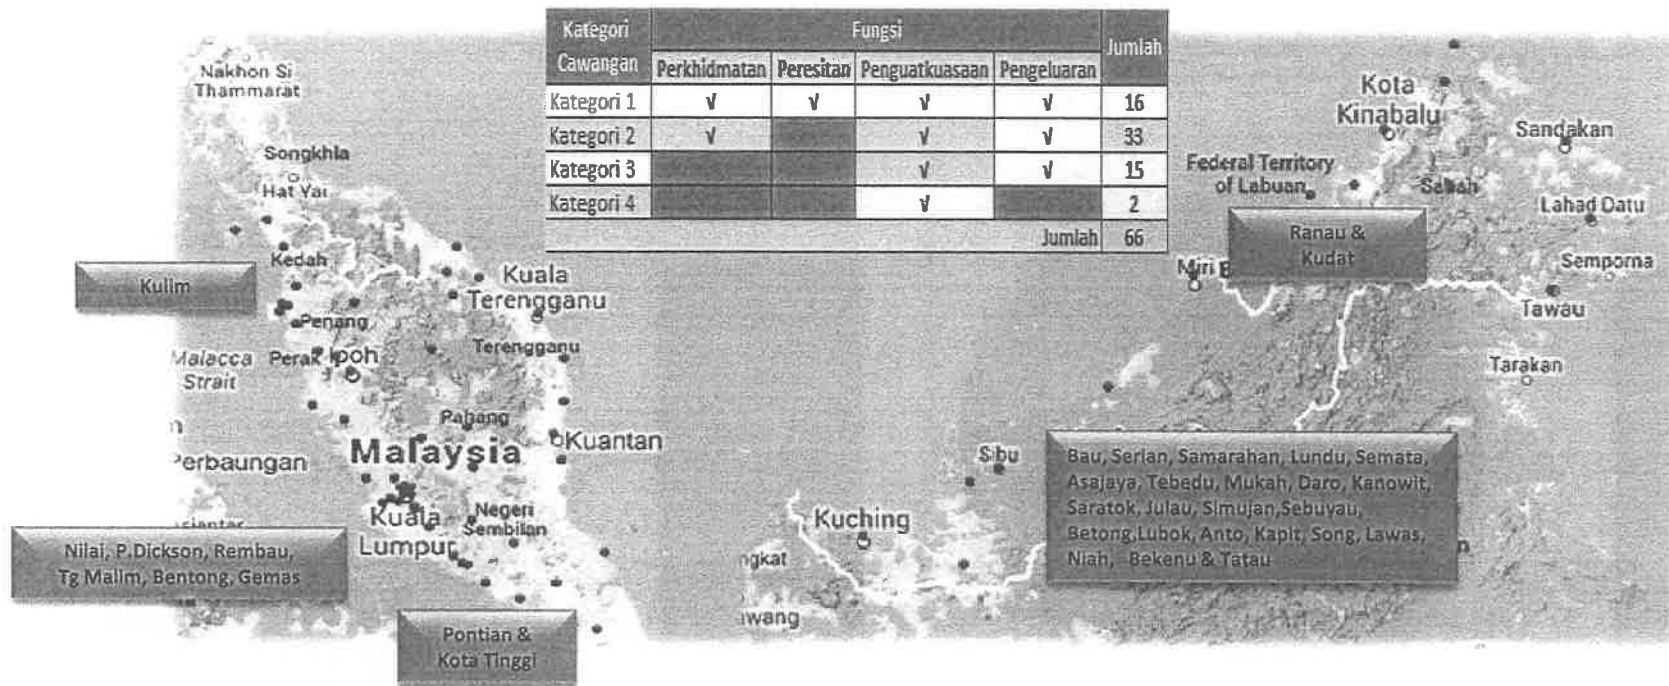 Kategori Cawangan Fungsi Jumlah
Perkhidmatan Peresitan Penguatkuasaan Pengeluaran
Kategori 1 √ √ √ √ 16
Kategori 2 √ √ √ 33
Kategori 3 √ √ 15
Kategori 4 √ 2
Jumlah 66
Nakhon Si
Thammarat
Songkhla
Hat Yai
Kedah
Kulim
Kuala
Terengganu
Penang
Terengganu
Malacca
Strait
Perak
Ipoh
Pahang
Malaysia
Kuantan
Perbaungan
Kuala
Lumpur
Negeri
Sembilan
Nilai, P.Dickson, Rembau,
Tg Malim, Bentong, Gemas
Pontian &
Kota Tinggi
Kota
Kinabalu
Sandakan
Federal Territory
of Labuan
Sabah
Lahad Datu
Ranau &
Kudat
Miri
Semporna
Tawau
Tarakan
Sibu
Kuching
ngkat
wang
Bau, Serian, Samarahan, Lundu, Semata,
Asajaya, Tebedu, Mukah, Daro, Kanowit,
Saratok, Julau, Simujan,Sebuyau,
Betong,Lubok, Anto, Kapit, Song, Lawas,
Niah, Bekenu & Tatau